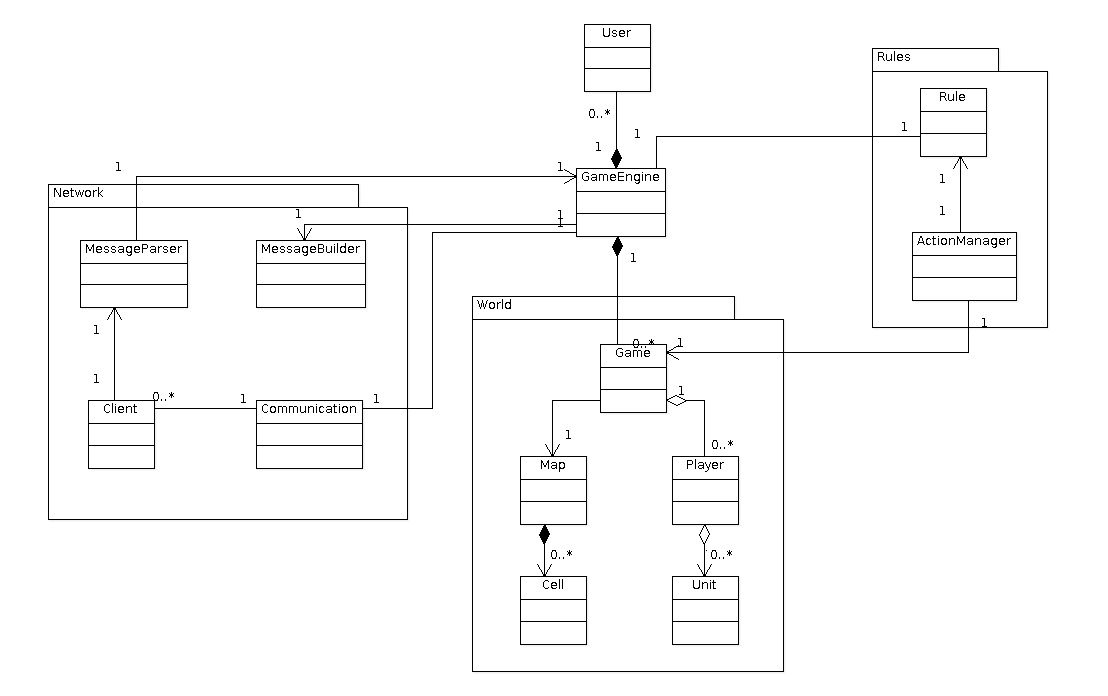 User
Rules
Rule
0..*
1
1
1
1
1
GameEngine
Network
1
1
1
1
1
1
MessageParser
MessageBuilder
ActionManager
1
World
1
1
0..*
1
Game
1
0..*
1
1
1
Client
Communication
1
0..*
Map
Player
0..*
0..*
Cell
Unit